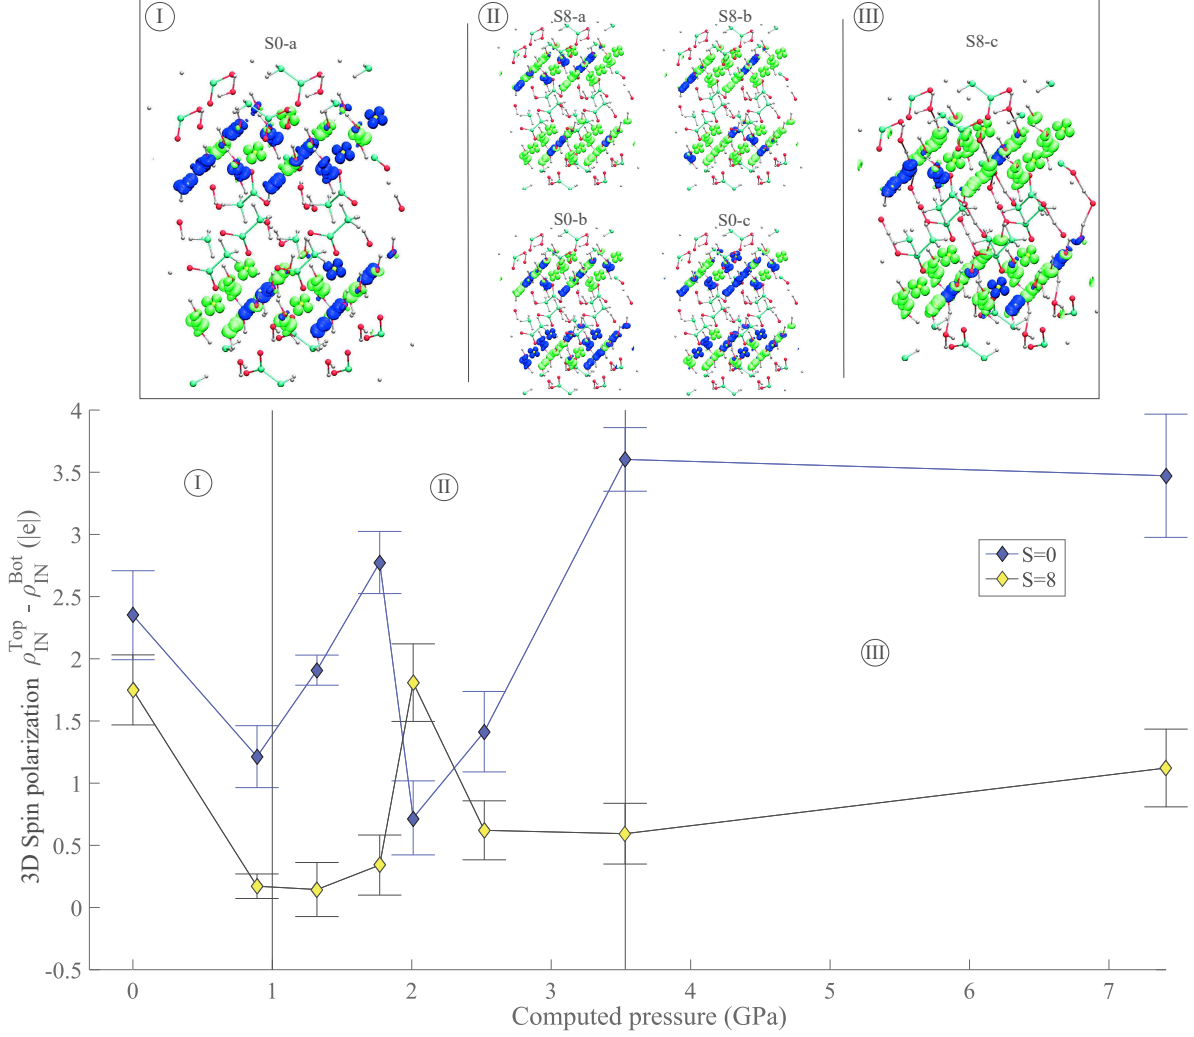 I
II
III
S0-a
S8-a
S8-b
S8-c
S0-b
S0-c
4
3.5
3
2.5
2
1.5
1
0.5
0
-0.5
3D Spin polarization ρ_IN^Top - ρ_IN^Bot (|e|)
I
II
III
S=0
S=8
0 1 2 3 4 5 6 7
Computed pressure (GPa)